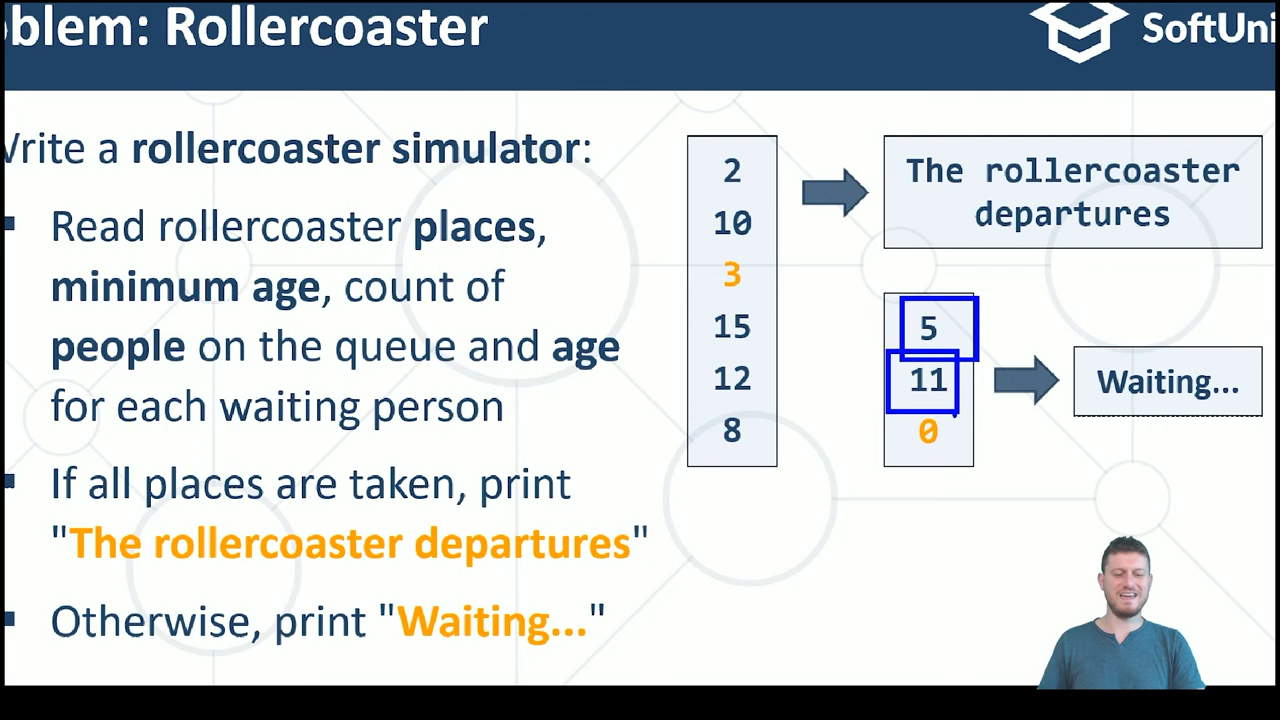 oblem: Rollercoaster
SoftUni
Write a rollercoaster simulator:
Read rollercoaster places,
minimum age, count of
people on the queue and age
for each waiting person
If all places are taken, print
"The rollercoaster departures"
Otherwise, print "Waiting..."
2
10
3
15
12
8
The rollercoaster
departures
5
11
0
Waiting...